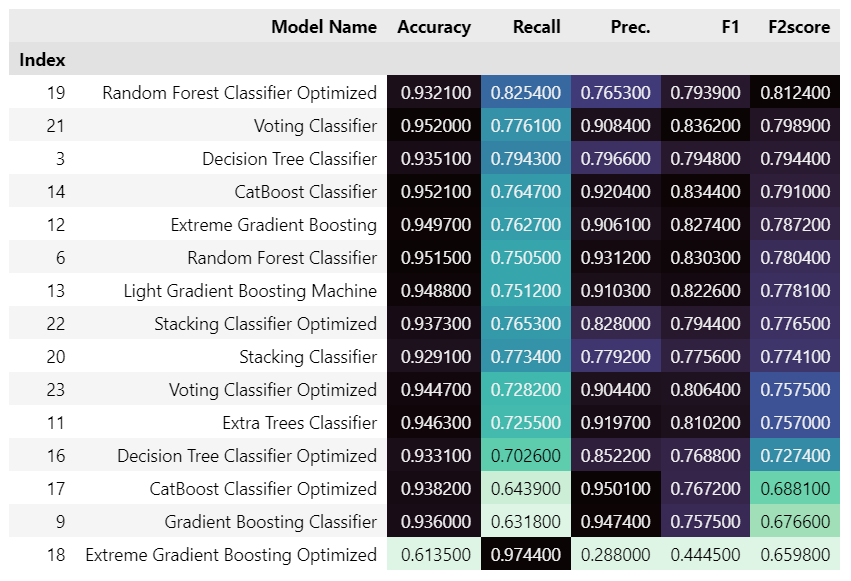 Model Name Accuracy Recall Prec. F1 F2score
Index
19 Random Forest Classifier Optimized 0.932100 0.825400 0.765300 0.793900 0.812400
21 Voting Classifier 0.952000 0.776100 0.908400 0.836200 0.798900
3 Decision Tree Classifier 0.935100 0.794300 0.796600 0.794800 0.794400
14 CatBoost Classifier 0.952100 0.764700 0.920400 0.834400 0.791000
12 Extreme Gradient Boosting 0.949700 0.762700 0.906100 0.827400 0.787200
6 Random Forest Classifier 0.951500 0.750500 0.931200 0.830300 0.780400
13 Light Gradient Boosting Machine 0.948800 0.751200 0.910300 0.822600 0.778100
22 Stacking Classifier Optimized 0.937300 0.765300 0.828000 0.794400 0.776500
20 Stacking Classifier 0.929100 0.773400 0.779200 0.775600 0.774100
23 Voting Classifier Optimized 0.944700 0.728200 0.904400 0.806400 0.757500
11 Extra Trees Classifier 0.946300 0.725500 0.919700 0.810200 0.757000
16 Decision Tree Classifier Optimized 0.933100 0.702600 0.852200 0.768800 0.727400
17 CatBoost Classifier Optimized 0.938200 0.643900 0.950100 0.767200 0.688100
9 Gradient Boosting Classifier 0.936000 0.631800 0.947400 0.757500 0.676600
18 Extreme Gradient Boosting Optimized 0.613500 0.974400 0.288000 0.444500 0.659800